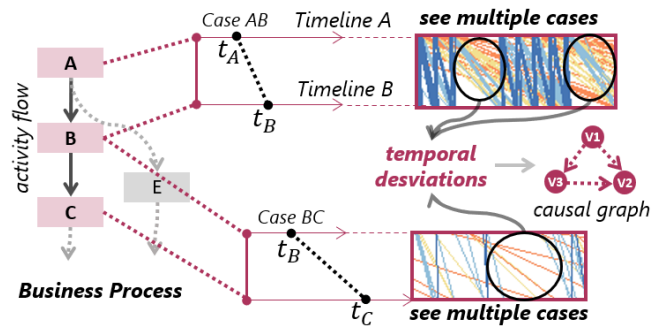 Case AB
Timeline A
see multiple cases
A
t_A
activity flow
Timeline B
B
t_B
V1
temporal
desviations
V3
V2
E
causal graph
C
Case BC
t_B
Business Process
t_C
see multiple cases